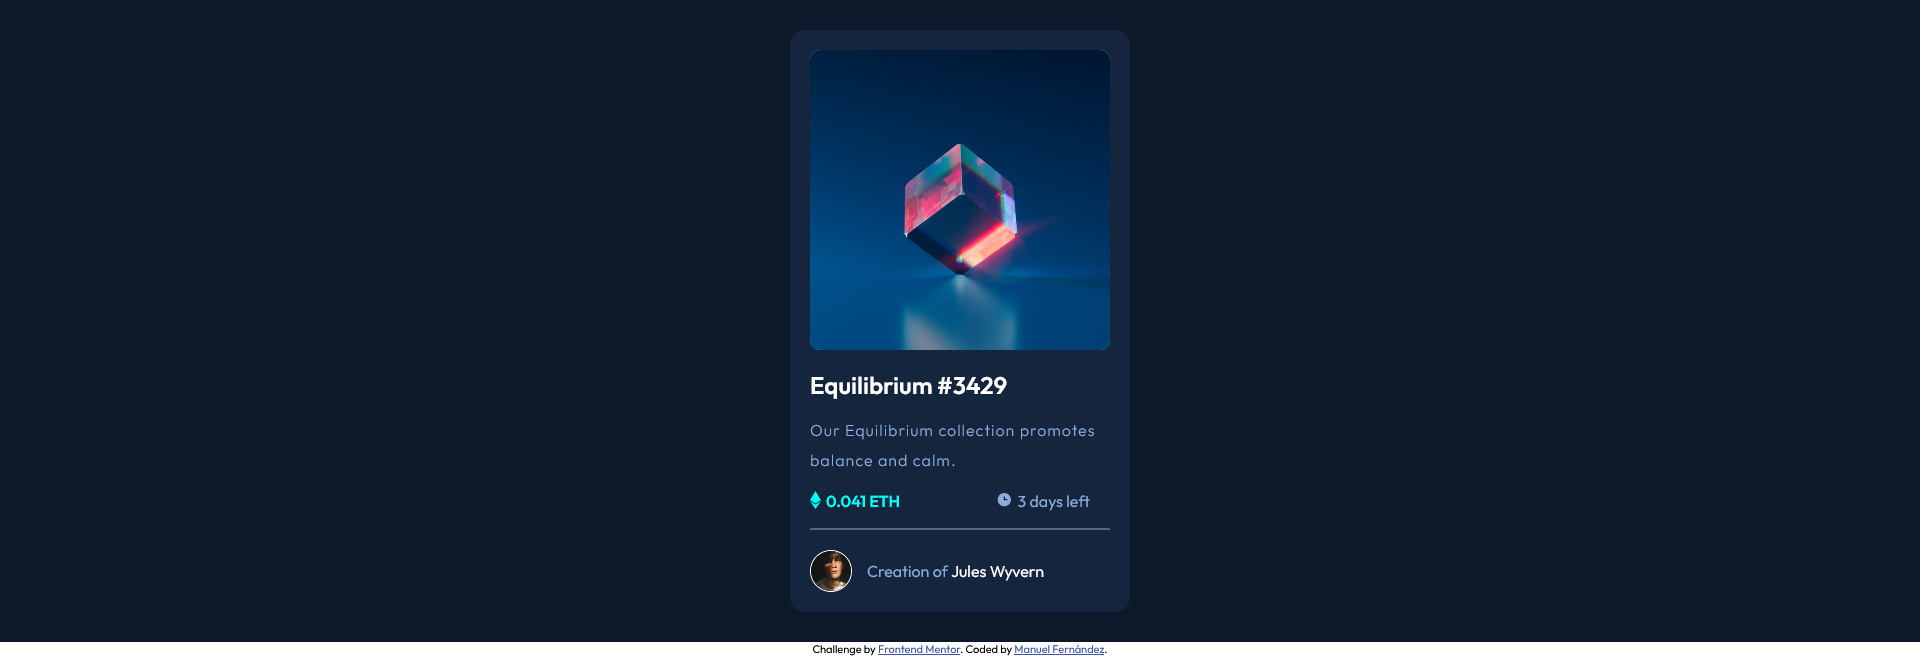 Equilibrium #3429
Our Equilibrium collection promotes
balance and calm.
0.041 ETH
3 days left
Creation of Jules Wyvern
Challenge by Frontend Mentor. Coded by Manuel Fernández.